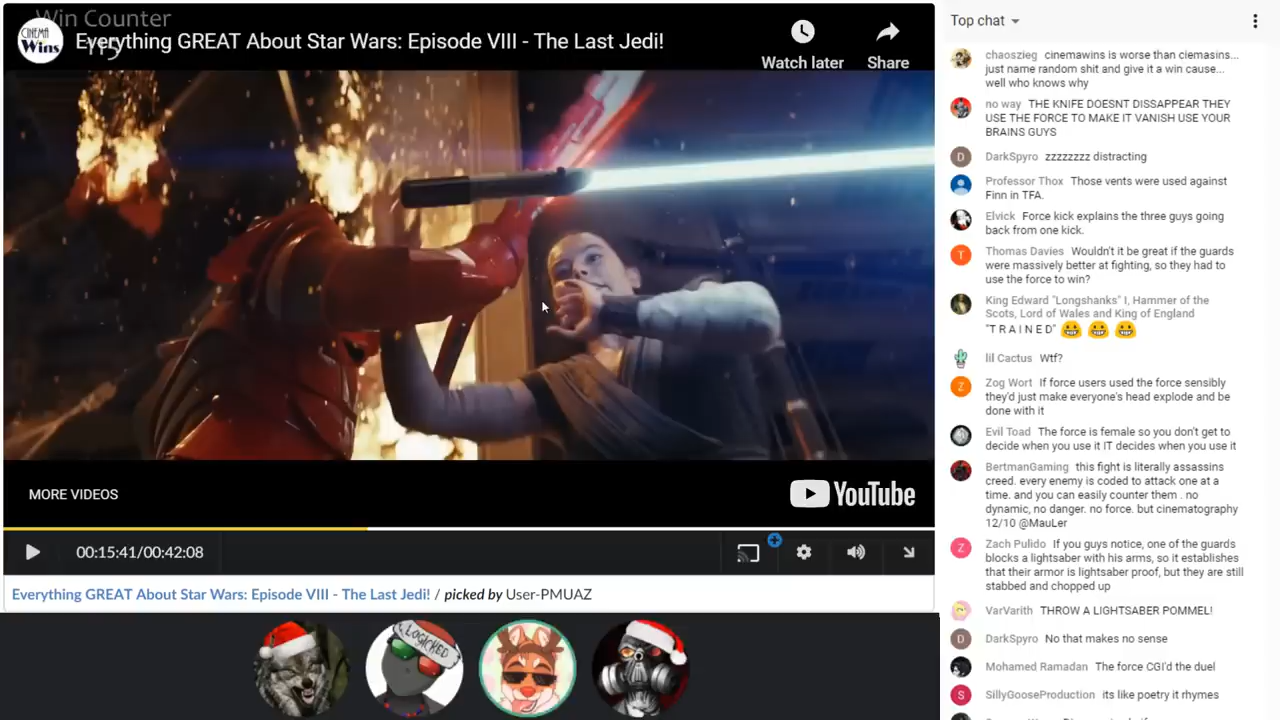 Win Counter
115
CINEMA
Wins
Everything GREAT About Star Wars: Episode VIII - The Last Jedi!
Watch later
Share
MORE VIDEOS
YouTube
00:15:41/00:42:08
Everything GREAT About Star Wars: Episode VIII - The Last Jedi! / picked by User-PMUAZ
LOGICKED
Top chat
chaoszieg cinemawins is worse than ciemasins...
just name random shit and give it a win cause...
well who knows why
no way THE KNIFE DOESNT DISSAPPEAR THEY
USE THE FORCE TO MAKE IT VANISH USE YOUR
BRAINS GUYS
D DarkSpyro zzzzzzzz distracting
Professor Thox Those vents were used against
Finn in TFA.
Elvick Force kick explains the three guys going
back from one kick.
T Thomas Davies Wouldn't it be great if the guards
were massively better at fighting, so they had to
use the force to win?
King Edward "Longshanks" I, Hammer of the
Scots, Lord of Wales and King of England
"T R A I N E D"
lil Cactus Wtf?
Z Zog Wort If force users used the force sensibly
they'd just make everyone's head explode and be
done with it
Evil Toad The force is female so you don't get to
decide when you use it IT decides when you use it
BertmanGaming this fight is literally assassins
creed. every enemy is coded to attack one at a
time. and you can easily counter them . no
dynamic, no danger. no force. but cinematography
12/10 @MauLer
Z Zach Pulido If you guys notice, one of the guards
blocks a lightsaber with his arms, so it establishes
that their armor is lightsaber proof, but they are still
stabbed and chopped up
VarVarith THROW A LIGHTSABER POMMEL!
D DarkSpyro No that makes no sense
Mohamed Ramadan The force CGI'd the duel
S SillyGooseProduction its like poetry it rhymes